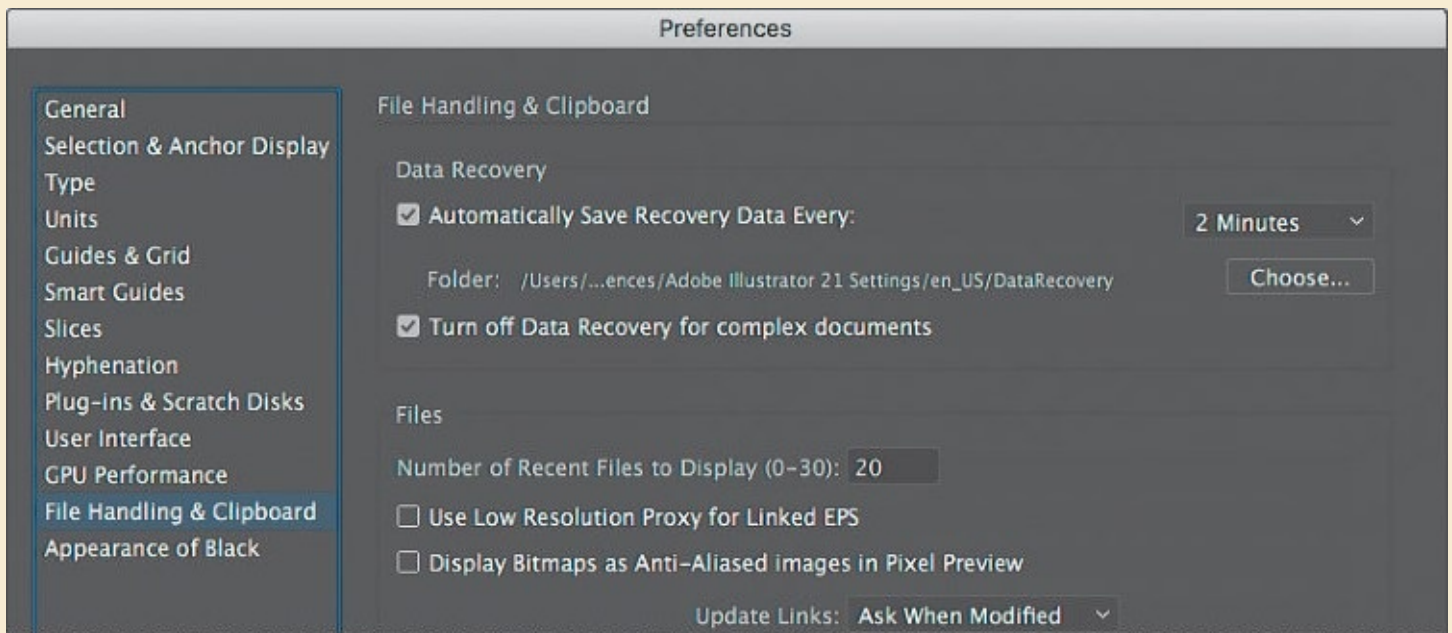 Preferences
General
Selection & Anchor Display
Type
Units
Guides & Grid
Smart Guides
Slices
Hyphenation
Plug-ins & Scratch Disks
User Interface
GPU Performance
File Handling & Clipboard
Appearance of Black
File Handling & Clipboard
Data Recovery
Automatically Save Recovery Data Every: 2 Minutes
Folder: /Users/...ences/Adobe Illustrator 21 Settings/en_US/DataRecovery Choose...
Turn off Data Recovery for complex documents
Files
Number of Recent Files to Display (0-30): 20
Use Low Resolution Proxy for Linked EPS
Display Bitmaps as Anti-Aliased images in Pixel Preview
Update Links: Ask When Modified